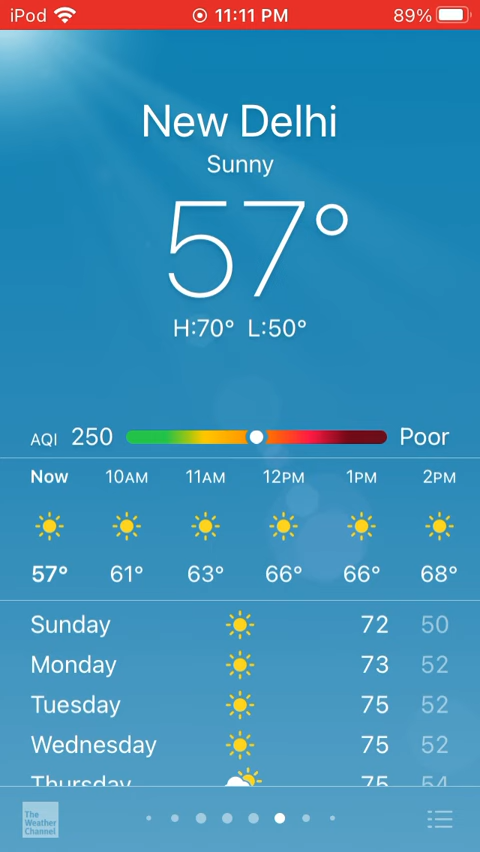 iPod 11:11 PM 89%
New Delhi
Sunny
57°
H:70° L:50°
AQI 250 Poor
Now 10AM 11AM 12PM 1PM 2PM
57° 61° 63° 66° 66° 68°
Sunday 72 50
Monday 73 52
Tuesday 75 52
Wednesday 75 52
Thursday 75 54
The
Weather
Channel